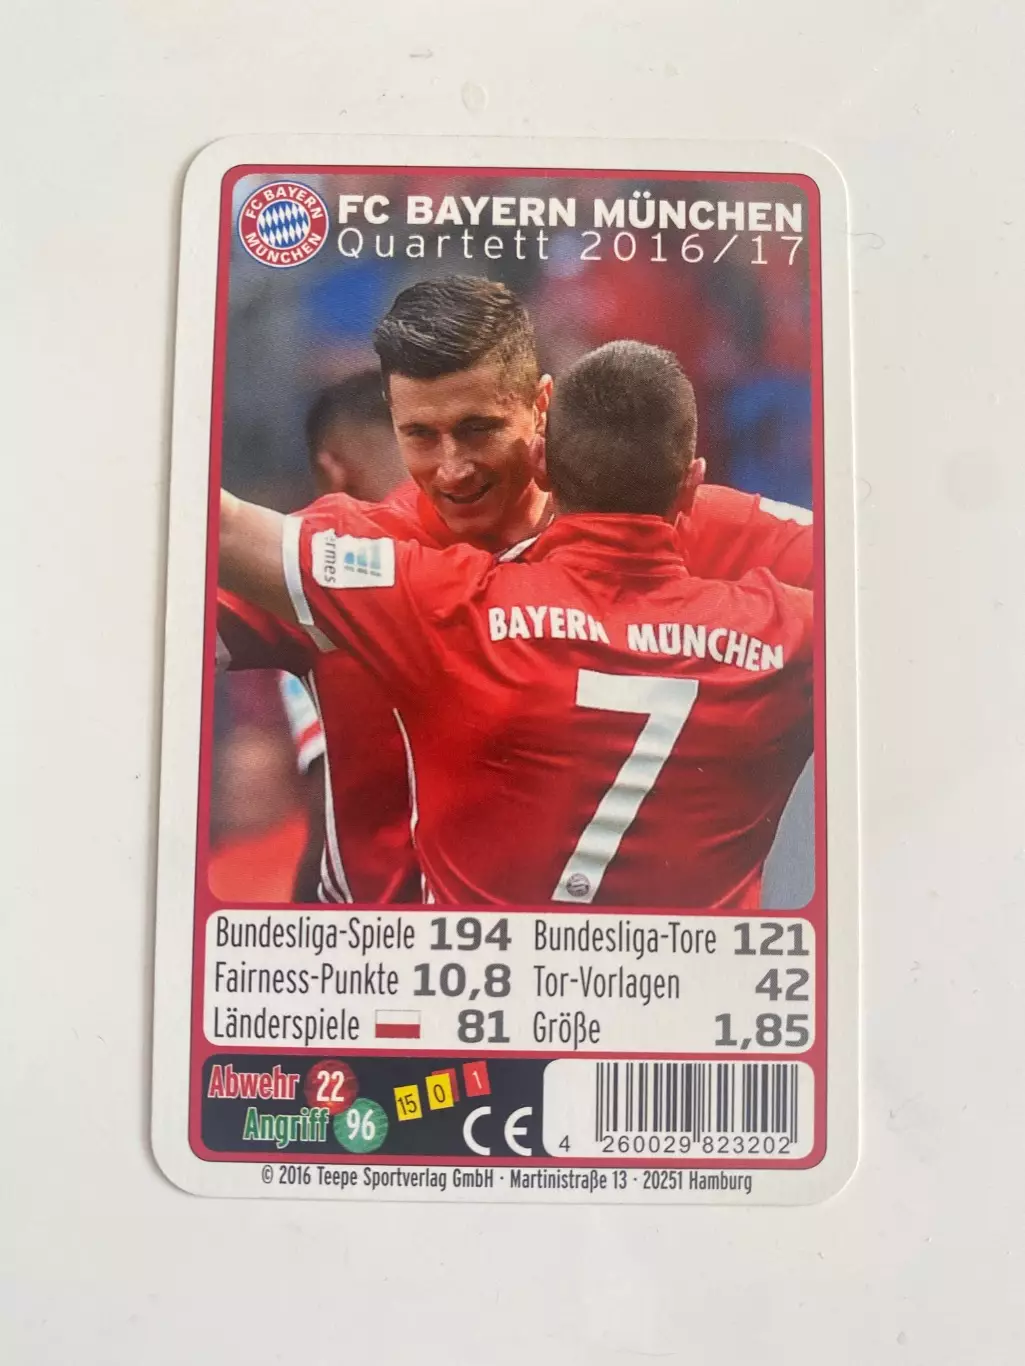 FC BAYERN
MÜNCHEN
FC BAYERN MÜNCHEN
Quartett 2016/17
ermes
BAYERN MÜNCHEN
7
Bundesliga-Spiele 194 Bundesliga-Tore 121
Fairness-Punkte 10,8 Tor-Vorlagen 42
Länderspiele 81 Größe 1,85
Abwehr 22
Angriff 96
15 0 1
CE
4 260029 823202
© 2016 Teepe Sportverlag GmbH · Martinistraße 13 · 20251 Hamburg